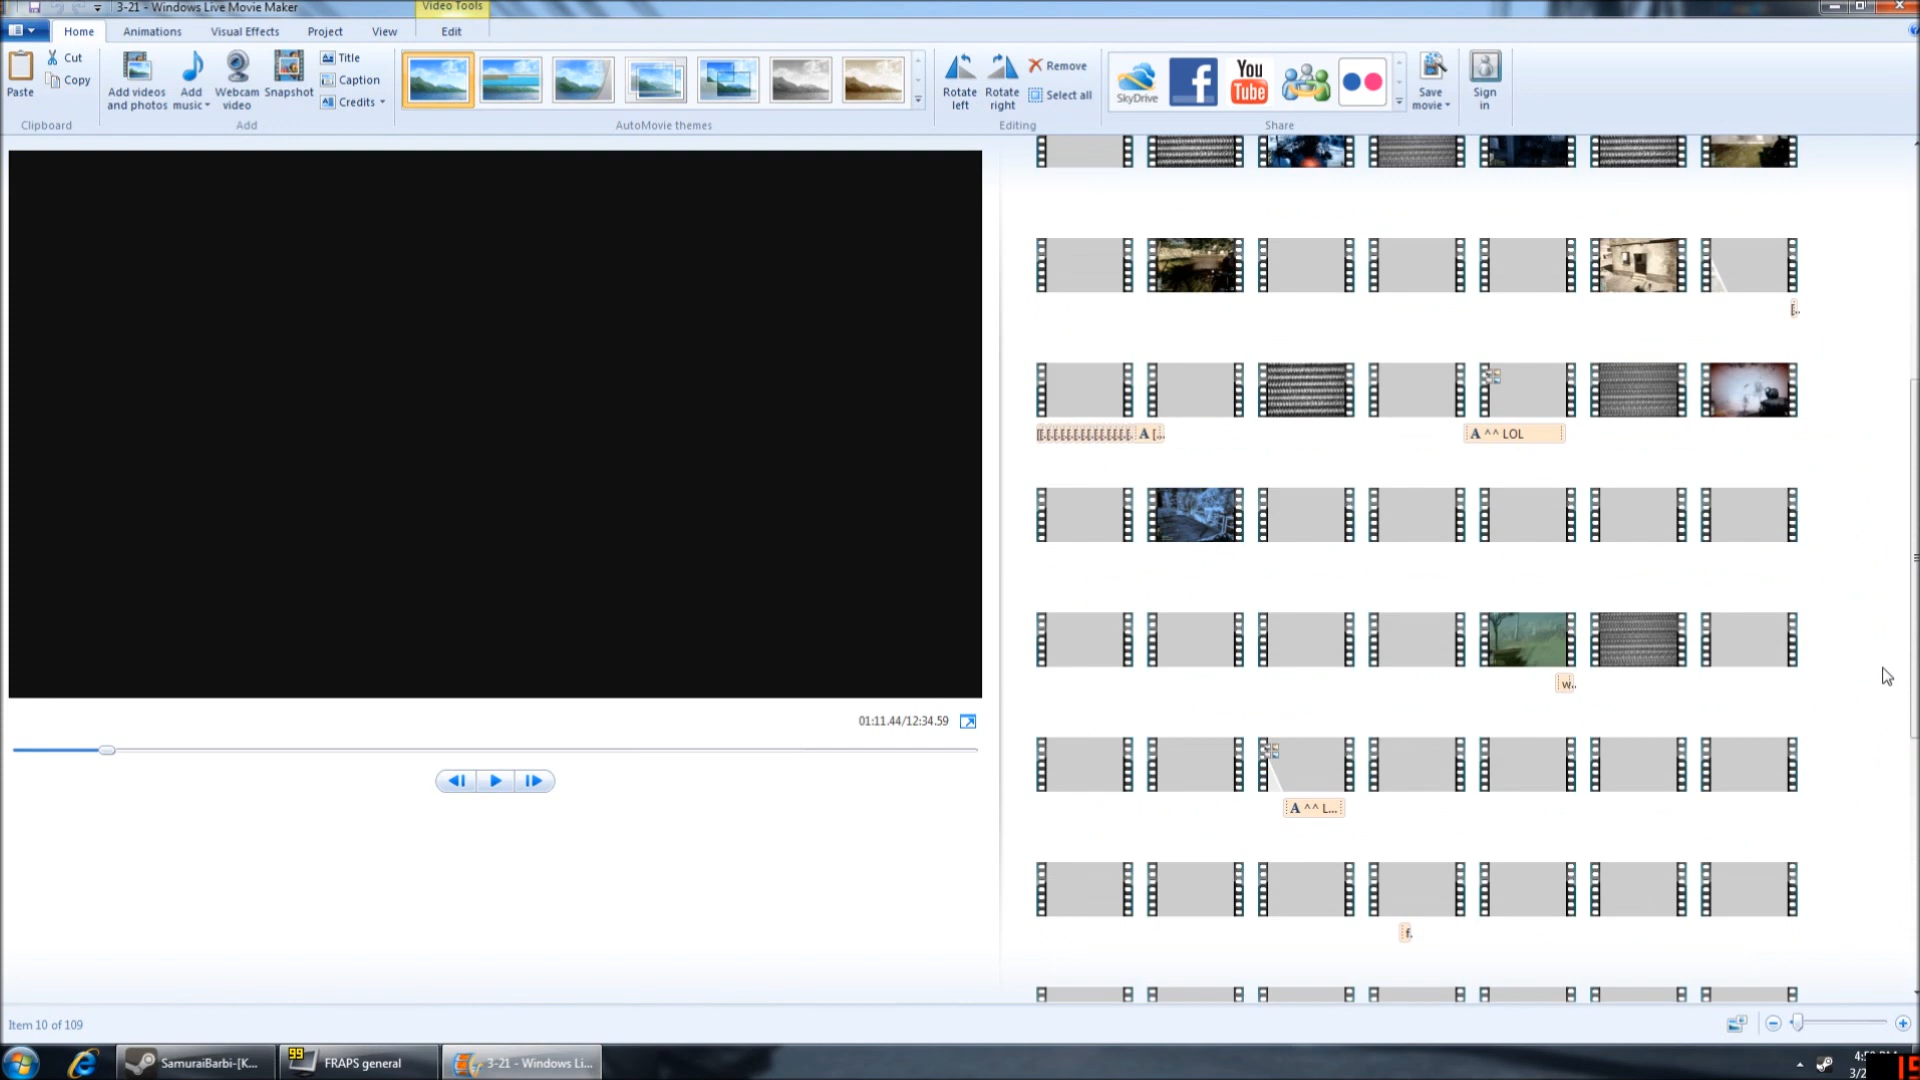 3-21 - Windows Live Movie Maker
Video Tools
Home
Animations
Visual Effects
Project
View
Edit
Paste
Cut
Copy
Clipboard
Add videos and photos
Add music
Webcam video
Snapshot
Title
Caption
Credits
Add
AutoMovie themes
Rotate left
Rotate right
Remove
Select all
Editing
SkyDrive
You Tube
Share
Save movie
Sign in
A [...
A ^^ LOL
w.
A ^^ L...
f.
01:11.44/12:34.59
Item 10 of 109
SamuraiBarbi-[K...
99
FRAPS general
3-21 - Windows Li...